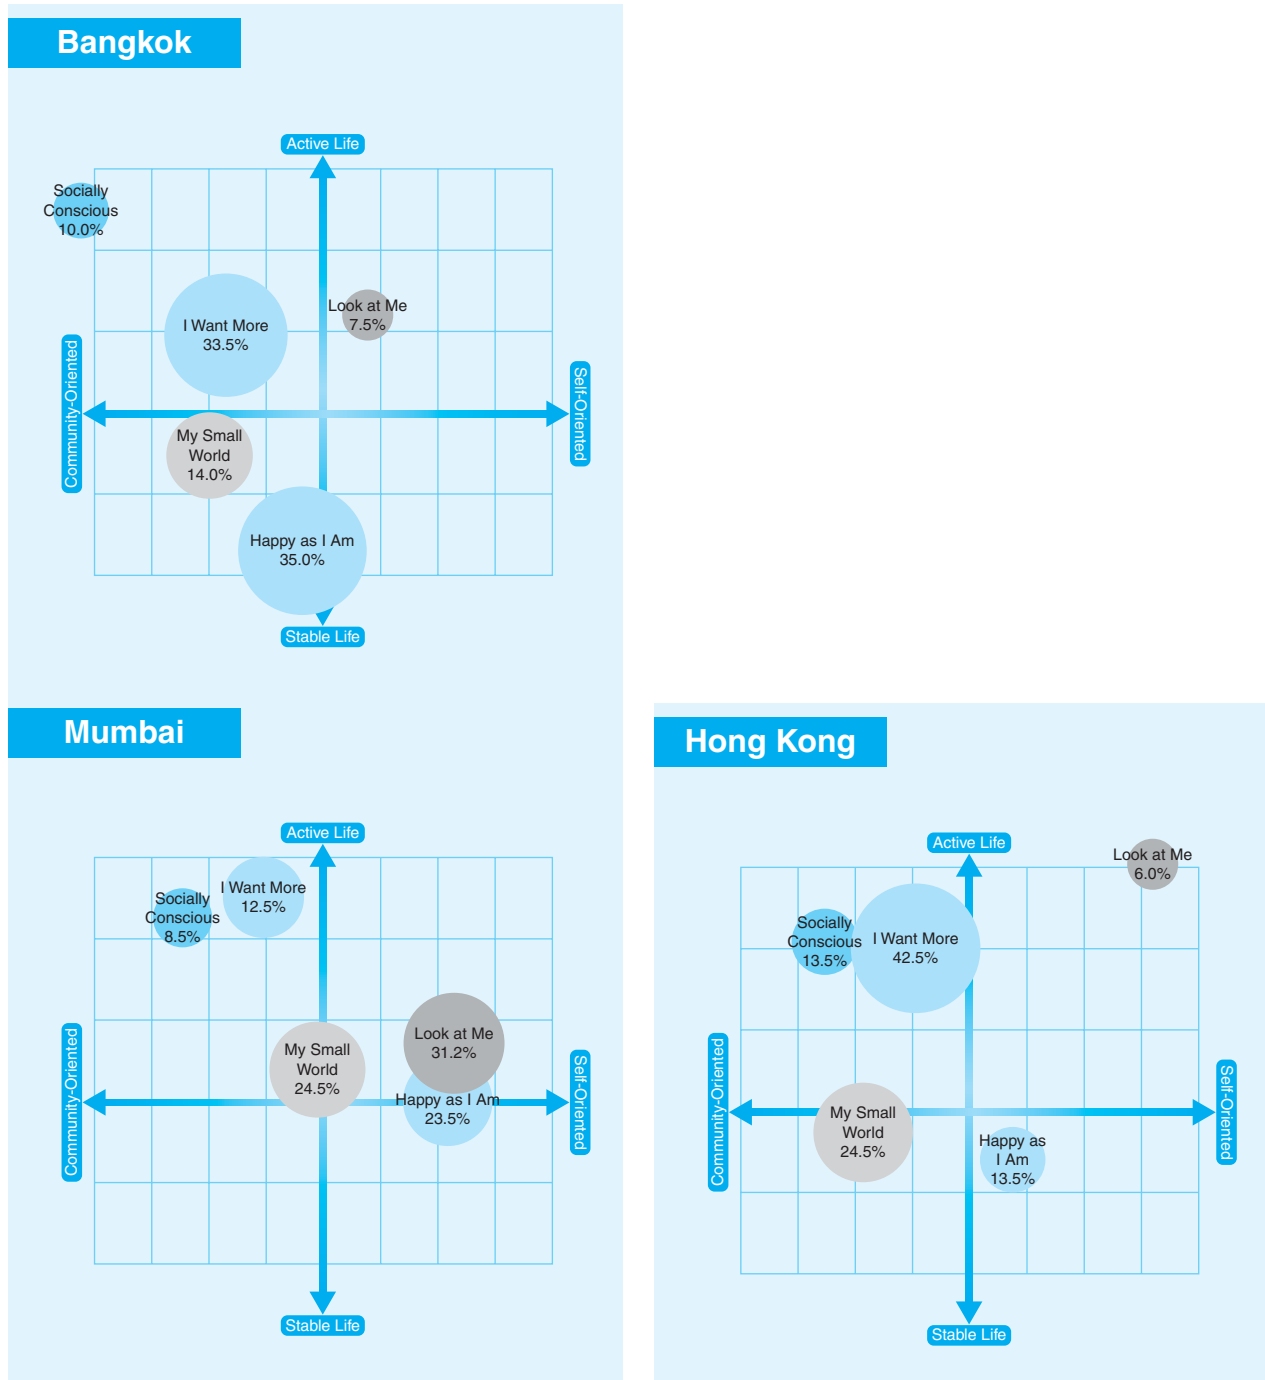 Bangkok
Active Life
Socially
Conscious
10.0%
Look at Me
7.5%
I Want More
33.5%
Community-Oriented
Self-Oriented
My Small
World
14.0%
Happy as I Am
35.0%
Stable Life
Mumbai
Active Life
I Want More
12.5%
Socially
Conscious
8.5%
Look at Me
31.2%
My Small
World
24.5%
Happy as I Am
23.5%
Community-Oriented
Self-Oriented
Stable Life
Hong Kong
Active Life
Look at Me
6.0%
Socially
Conscious
13.5%
I Want More
42.5%
Community-Oriented
Self-Oriented
My Small
World
24.5%
Happy as
I Am
13.5%
Stable Life